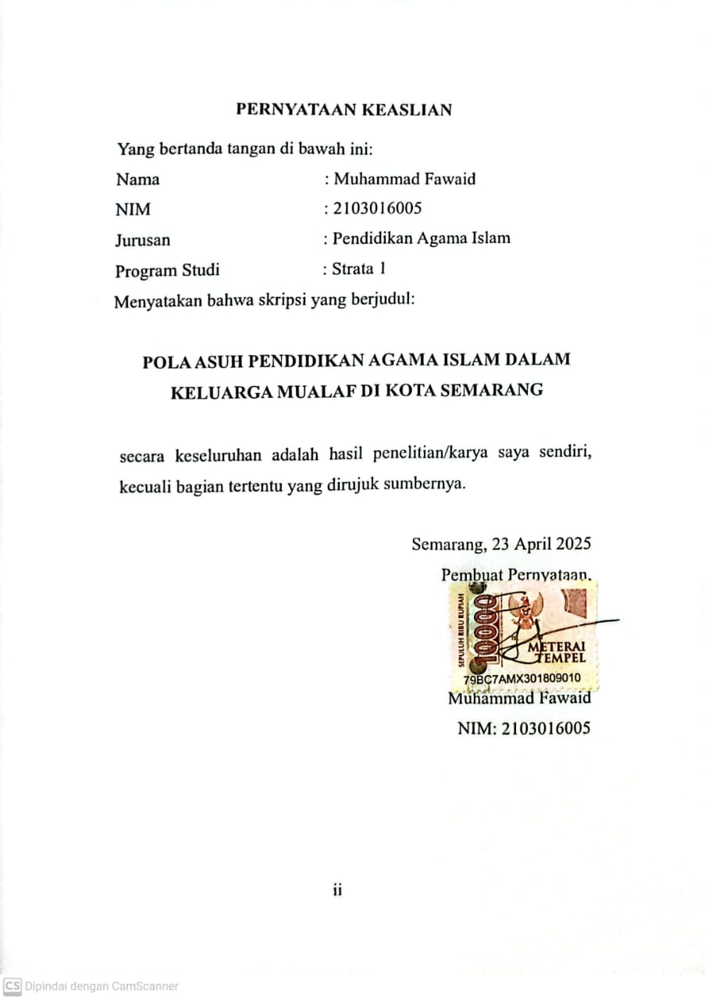 PERNYATAAN KEASLIAN
Yang bertanda tangan di bawah ini:
Nama : Muhammad Fawaid
NIM : 2103016005
Jurusan : Pendidikan Agama Islam
Program Studi : Strata 1
Menyatakan bahwa skripsi yang berjudul:
POLA ASUH PENDIDIKAN AGAMA ISLAM DALAM
KELUARGA MUALAF DI KOTA SEMARANG
secara keseluruhan adalah hasil penelitian/karya saya sendiri,
kecuali bagian tertentu yang dirujuk sumbernya.
Semarang, 23 April 2025
Pembuat Pernyataan,
SEPULUH RIBU RUPIAH
10000
METERAI
TEMPEL
79BC7AMX301809010
Muhammad Fawaid
NIM: 2103016005
ii
CS Dipindai dengan CamScanner